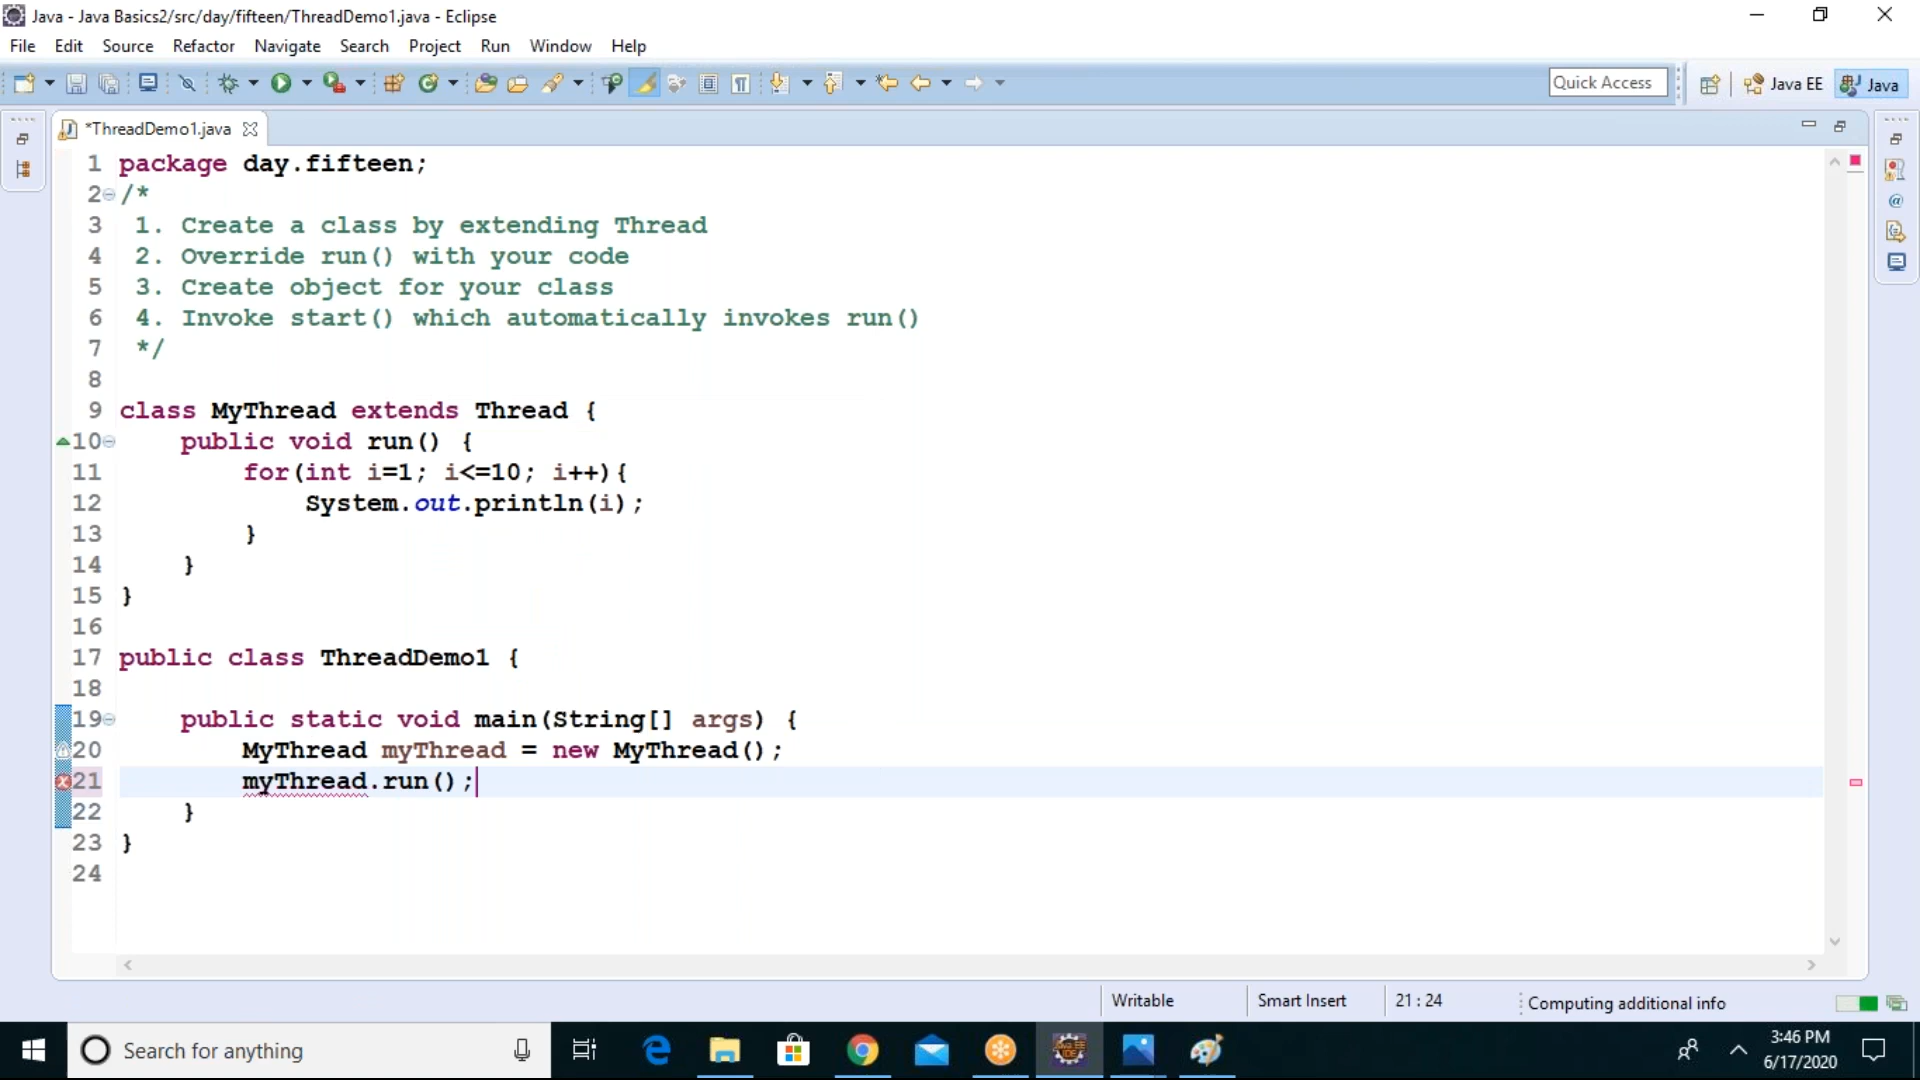 Java - Java Basics2/src/day/fifteen/ThreadDemo1.java - Eclipse
File Edit Source Refactor Navigate Search Project Run Window Help
Quick Access Java EE Java
*ThreadDemo1.java
1 package day.fifteen;
2 /*
3 1. Create a class by extending Thread
4 2. Override run() with your code
5 3. Create object for your class
6 4. Invoke start() which automatically invokes run()
7 */
8
9 class MyThread extends Thread {
10 public void run() {
11 for(int i=1; i<=10; i++){
12 System.out.println(i);
13 }
14 }
15 }
16
17 public class ThreadDemo1 {
18
19 public static void main(String[] args) {
20 MyThread myThread = new MyThread();
21 myThread.run();
22 }
23 }
24
Writable Smart Insert 21 : 24 Computing additional info
Search for anything
3:46 PM
6/17/2020